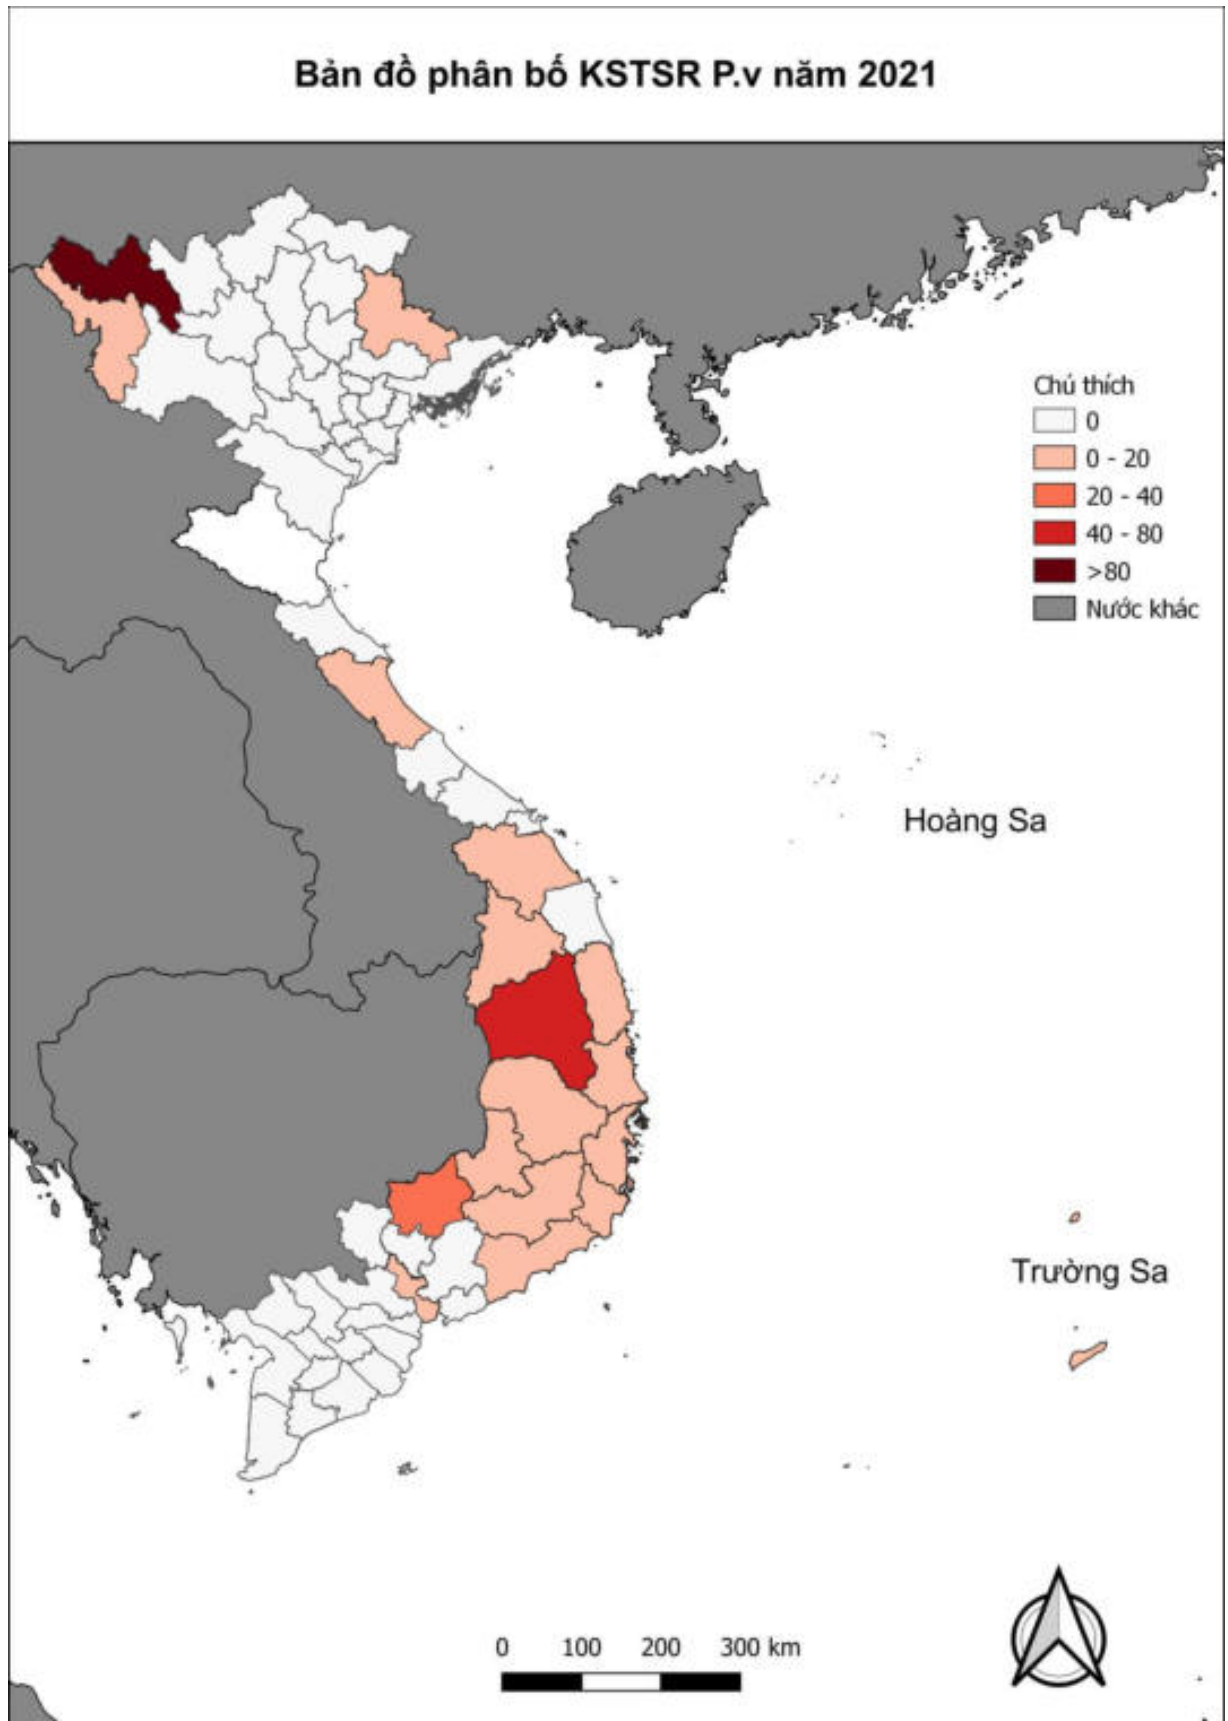 Bản đồ phân bố KSTSR P.v năm 2021
Chú thích
0
0 - 20
20 - 40
40 - 80
>80
Nước khác
Hoàng Sa
Trường Sa
0 100 200 300 km